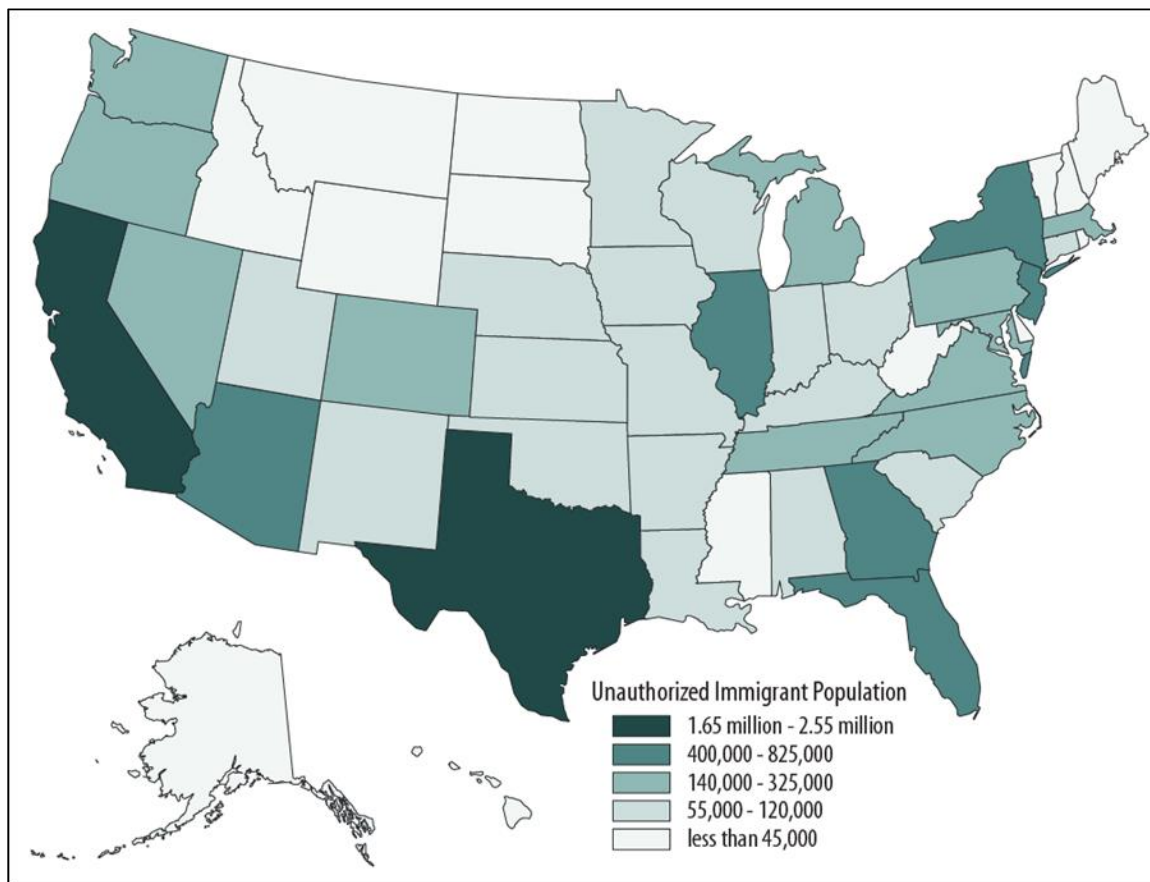 Unauthorized Immigrant Population
1.65 million - 2.55 million
400,000 - 825,000
140,000 - 325,000
55,000 - 120,000
less than 45,000